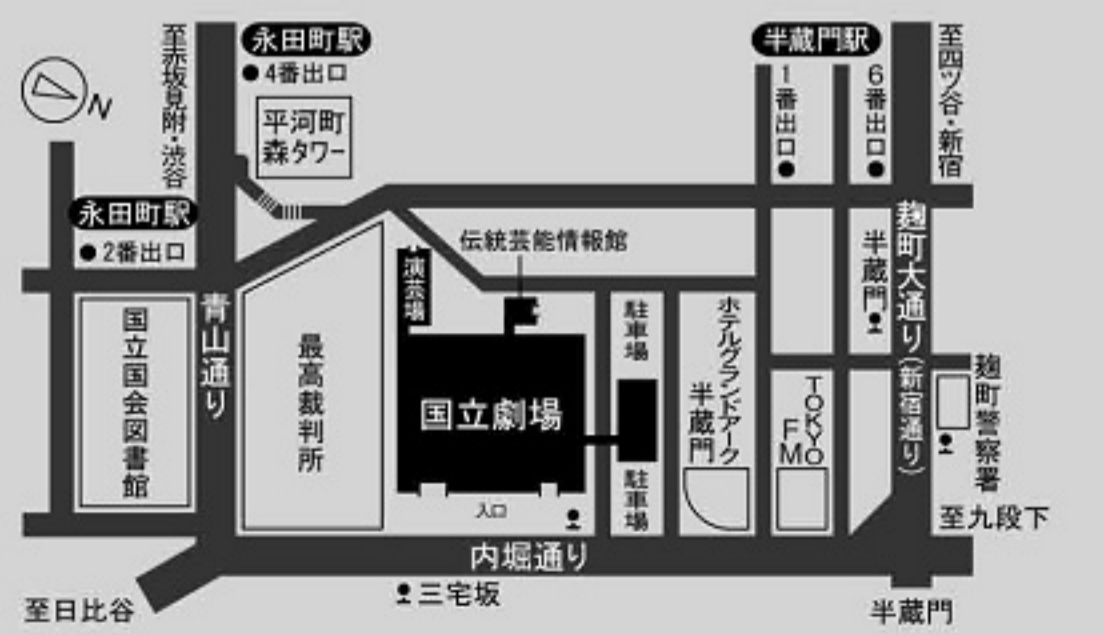 至赤坂見附・渋谷
永田町駅
●4番出口
平河町
森タワー
半蔵門駅
1番出口●
6番出口●
至四ツ谷・新宿
N
永田町駅
●2番出口
伝統芸能情報館
演芸場
半蔵門
麹町大通り(新宿通り)
国立国会図書館
青山通り
最高裁判所
国立劇場
駐車場
駐車場
ホテルグランドアーク
半蔵門
TOKYO
FM
麹町警察署
入口
至九段下
内堀通り
三宅坂
至日比谷
半蔵門